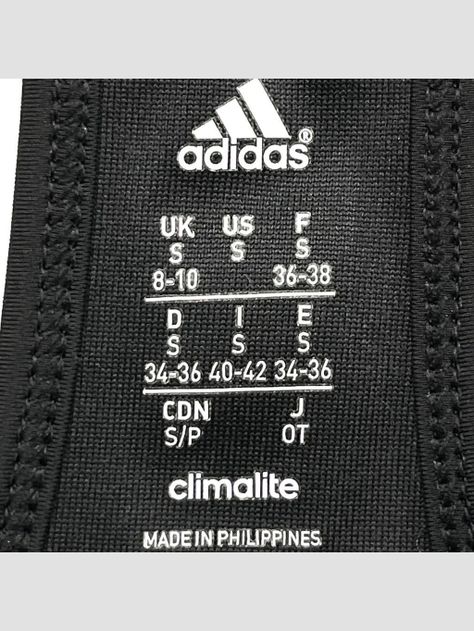 adidas®
UK US F
S S S
8-10 36-38
D I E
S S S
34-36 40-42 34-36
CDN J
S/P OT
climalite
MADE IN PHILIPPINES